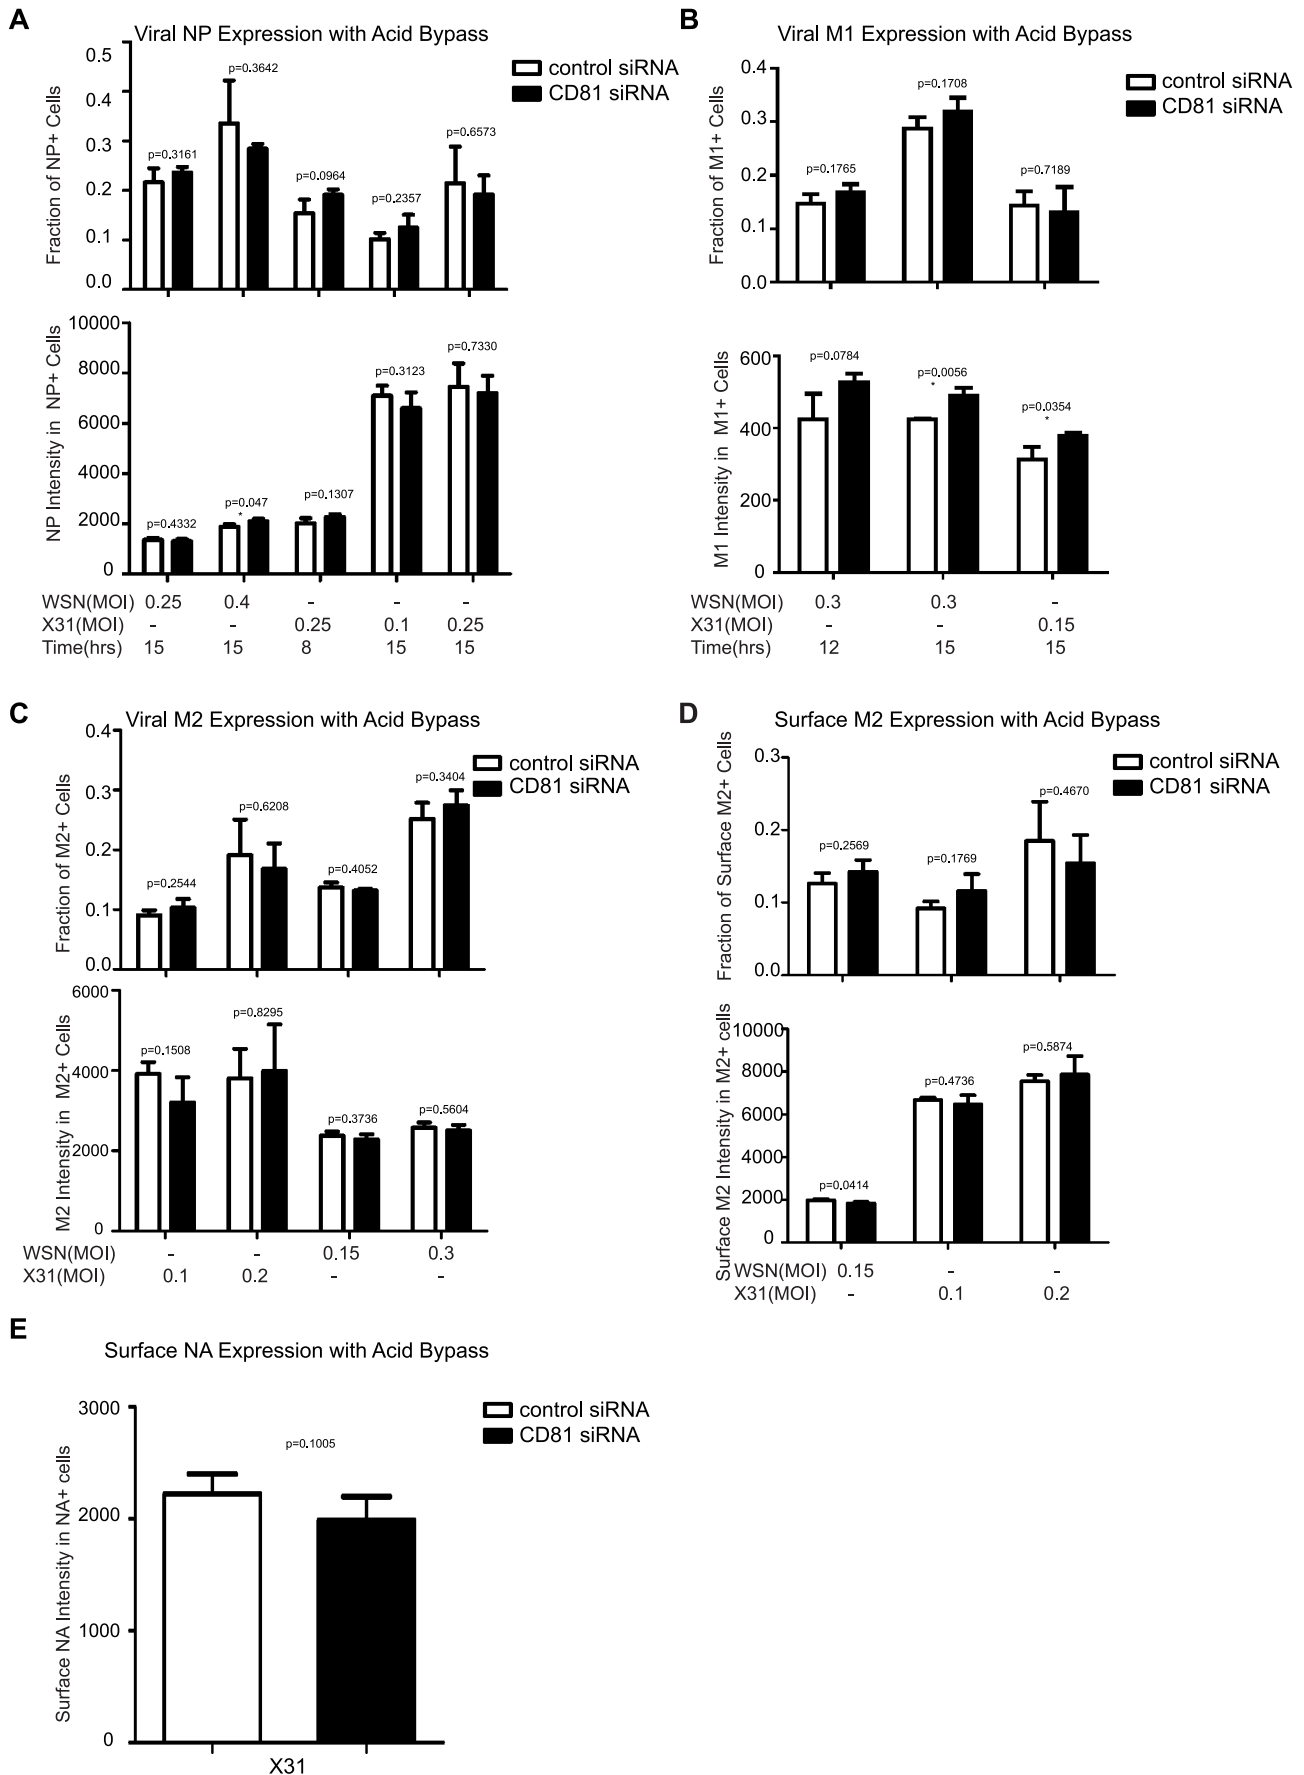 A
Viral NP Expression with Acid Bypass
control siRNA
CD81 siRNA
Fraction of NP+ Cells
0.5
0.4
0.3
0.2
0.1
0.0
p=0.3161
p=0.3642
p=0.0964
p=0.2357
p=0.6573
NP Intensity in NP+ Cells
10000
8000
6000
4000
2000
0
p=0.4332
p=0.047
*
p=0.1307
p=0.3123
p=0.7330
WSN(MOI) 0.25 0.4 - - -
X31(MOI) - - 0.25 0.1 0.25
Time(hrs) 15 15 8 15 15
B
Viral M1 Expression with Acid Bypass
control siRNA
CD81 siRNA
Fraction of M1+ Cells
0.4
0.3
0.2
0.1
0.0
p=0.1765
p=0.1708
p=0.7189
M1 Intensity in M1+ Cells
600
400
200
0
p=0.0784
p=0.0056
*
p=0.0354
*
WSN(MOI) 0.3 0.3 -
X31(MOI) - - 0.15
Time(hrs) 12 15 15
C
Viral M2 Expression with Acid Bypass
control siRNA
CD81 siRNA
Fraction of M2+ Cells
0.4
0.3
0.2
0.1
0.0
p=0.2544
p=0.6208
p=0.4052
p=0.3404
M2 Intensity in M2+ Cells
6000
4000
2000
0
p=0.1508
p=0.8295
p=0.3736
p=0.5604
WSN(MOI) - - 0.15 0.3
X31(MOI) 0.1 0.2 - -
D
Surface M2 Expression with Acid Bypass
control siRNA
CD81 siRNA
Fraction of Surface M2+ Cells
0.3
0.2
0.1
0.0
p=0.2569
p=0.1769
p=0.4670
Surface M2 Intensity in M2+ cells
10000
8000
6000
4000
2000
0
p=0.0414
p=0.4736
p=0.5874
WSN(MOI) 0.15 - -
X31(MOI) - 0.1 0.2
E
Surface NA Expression with Acid Bypass
control siRNA
CD81 siRNA
Surface NA Intensity in NA+ cells
3000
2000
1000
0
p=0.1005
X31